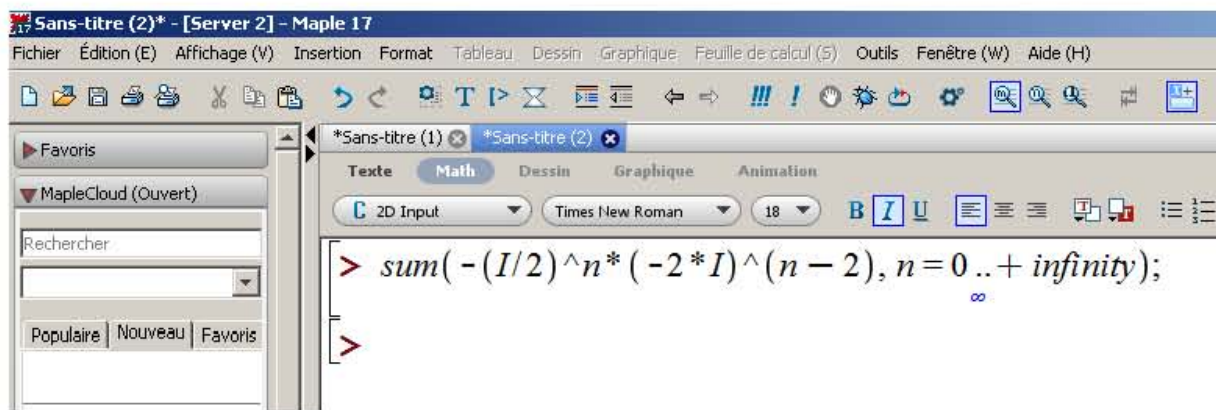 Sans-titre (2)* - [Server 2] - Maple 17
Fichier Édition (E) Affichage (V) Insertion Format Tableau Dessin Graphique Feuille de calcul (S) Outils Fenêtre (W) Aide (H)
*Sans-titre (1) *Sans-titre (2)
Favoris
Texte Math Dessin Graphique Animation
MapleCloud (Ouvert)
C 2D Input Times New Roman 18 B I U
Rechercher
> sum( -(I/2)^n* (-2*I)^(n - 2), n = 0 ..+ infinity);
∞
Populaire Nouveau Favoris
>